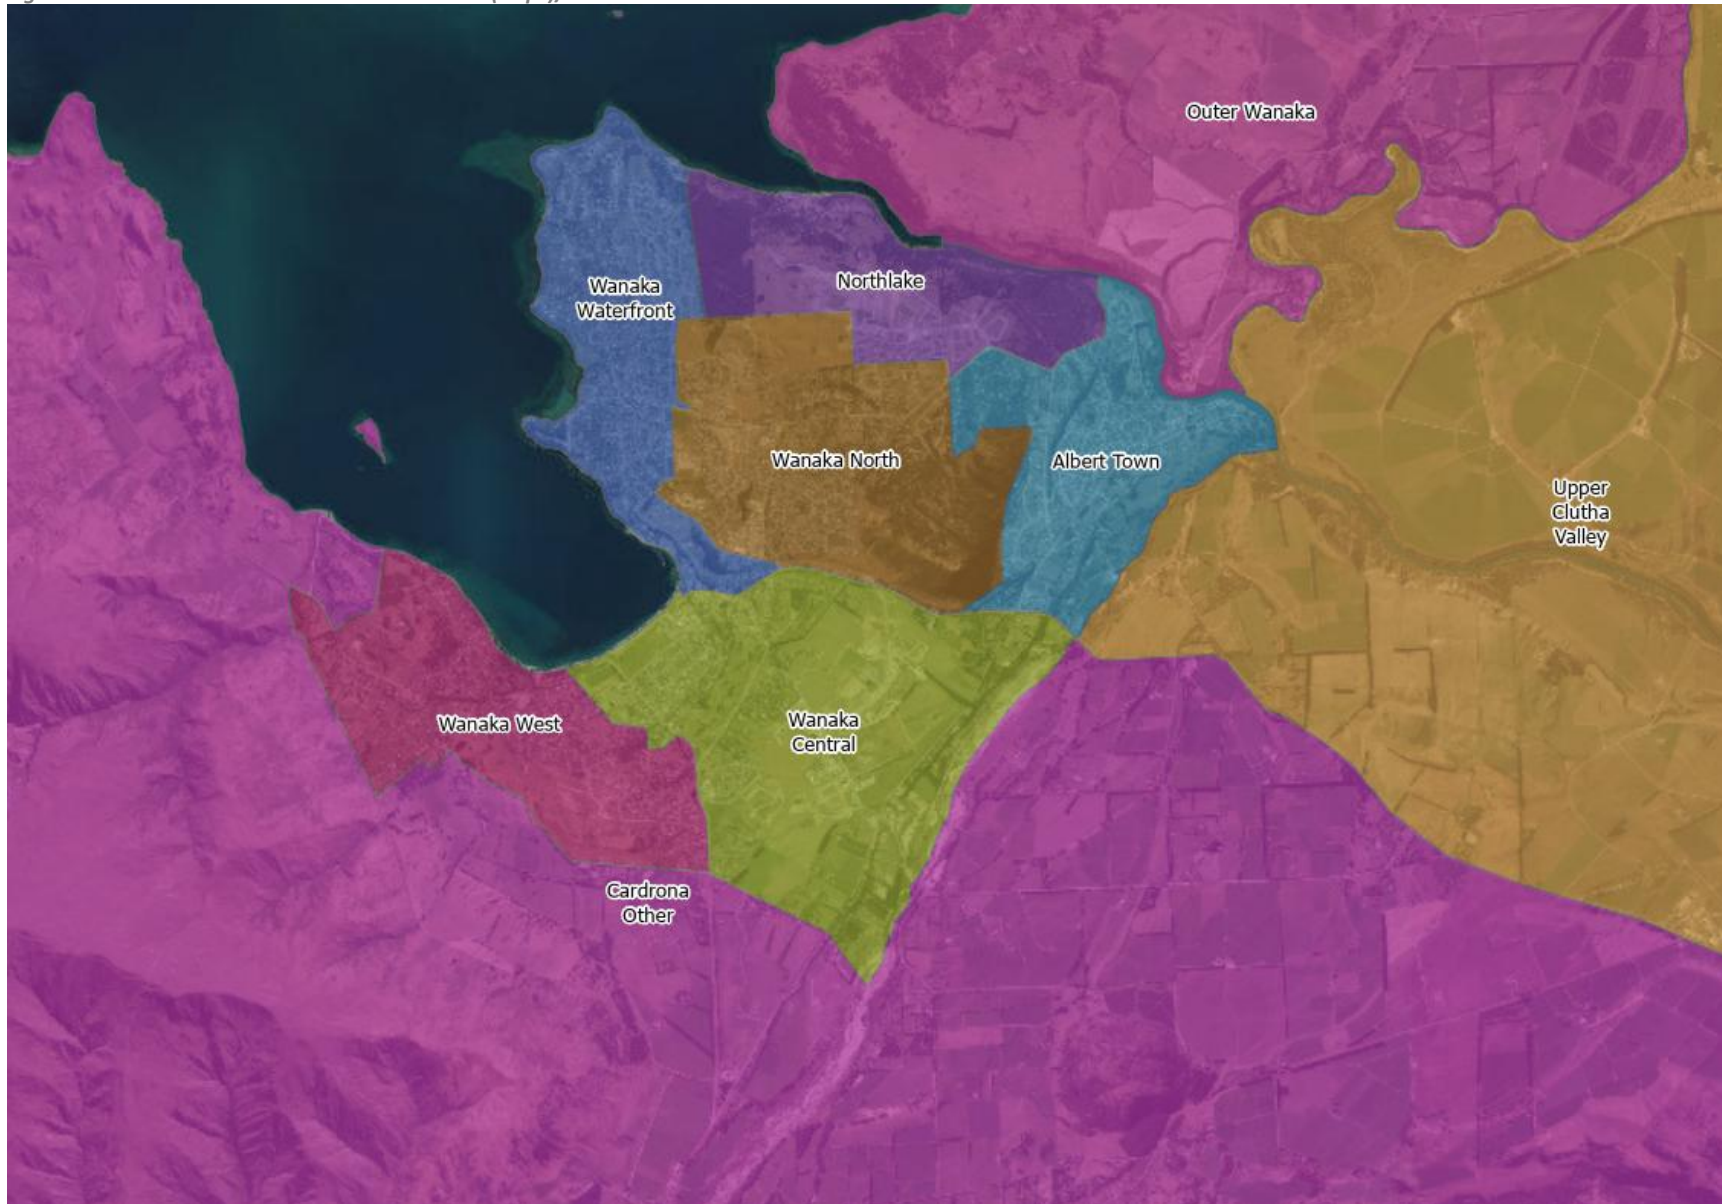 Outer Wanaka
Wanaka
Waterfront
Northlake
Wanaka North
Albert Town
Upper
Clutha
Valley
Wanaka West
Wanaka
Central
Cardrona
Other